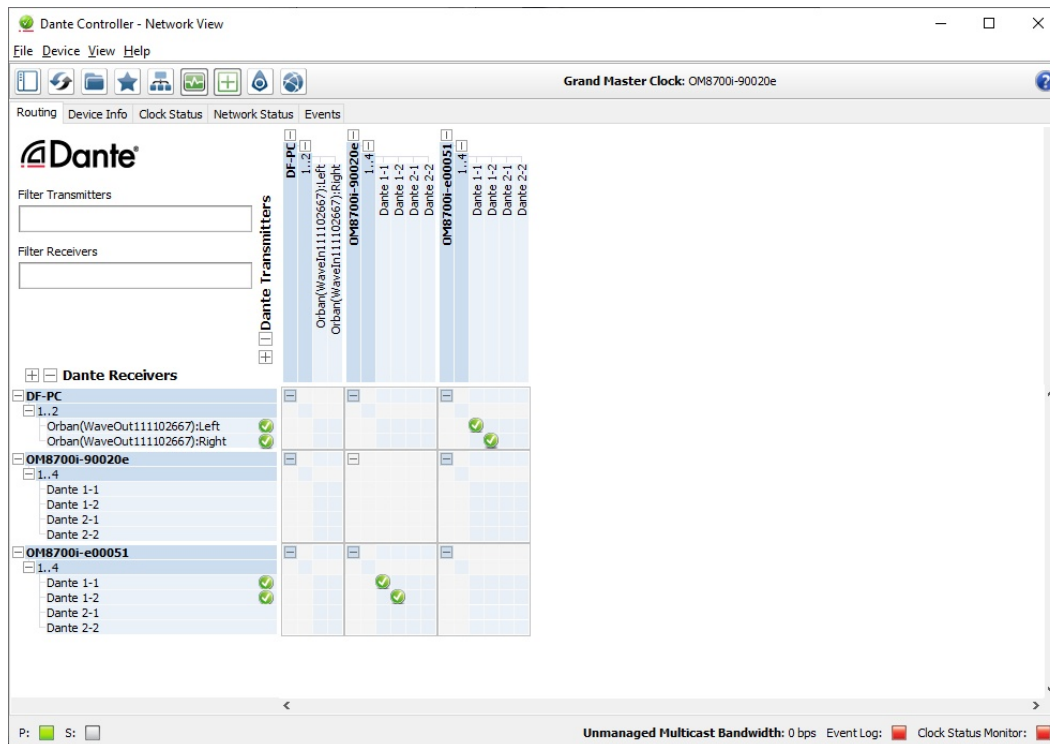 Dante Controller - Network View
File Device View Help
Grand Master Clock: OM8700i-90020e
Routing Device Info Clock Status Network Status Events
Dante®
Filter Transmitters
Filter Receivers
Dante Transmitters
DF-PC
1..2
Orban(WaveIn111102667):Left
Orban(WaveIn111102667):Right
OM8700i-90020e
1..4
Dante 1-1
Dante 1-2
Dante 2-1
Dante 2-2
OM8700i-e00051
1..4
Dante 1-1
Dante 1-2
Dante 2-1
Dante 2-2
Dante Receivers
DF-PC
1..2
Orban(WaveOut111102667):Left
Orban(WaveOut111102667):Right
OM8700i-90020e
1..4
Dante 1-1
Dante 1-2
Dante 2-1
Dante 2-2
OM8700i-e00051
1..4
Dante 1-1
Dante 1-2
Dante 2-1
Dante 2-2
P: S: Unmanaged Multicast Bandwidth: 0 bps Event Log: Clock Status Monitor: